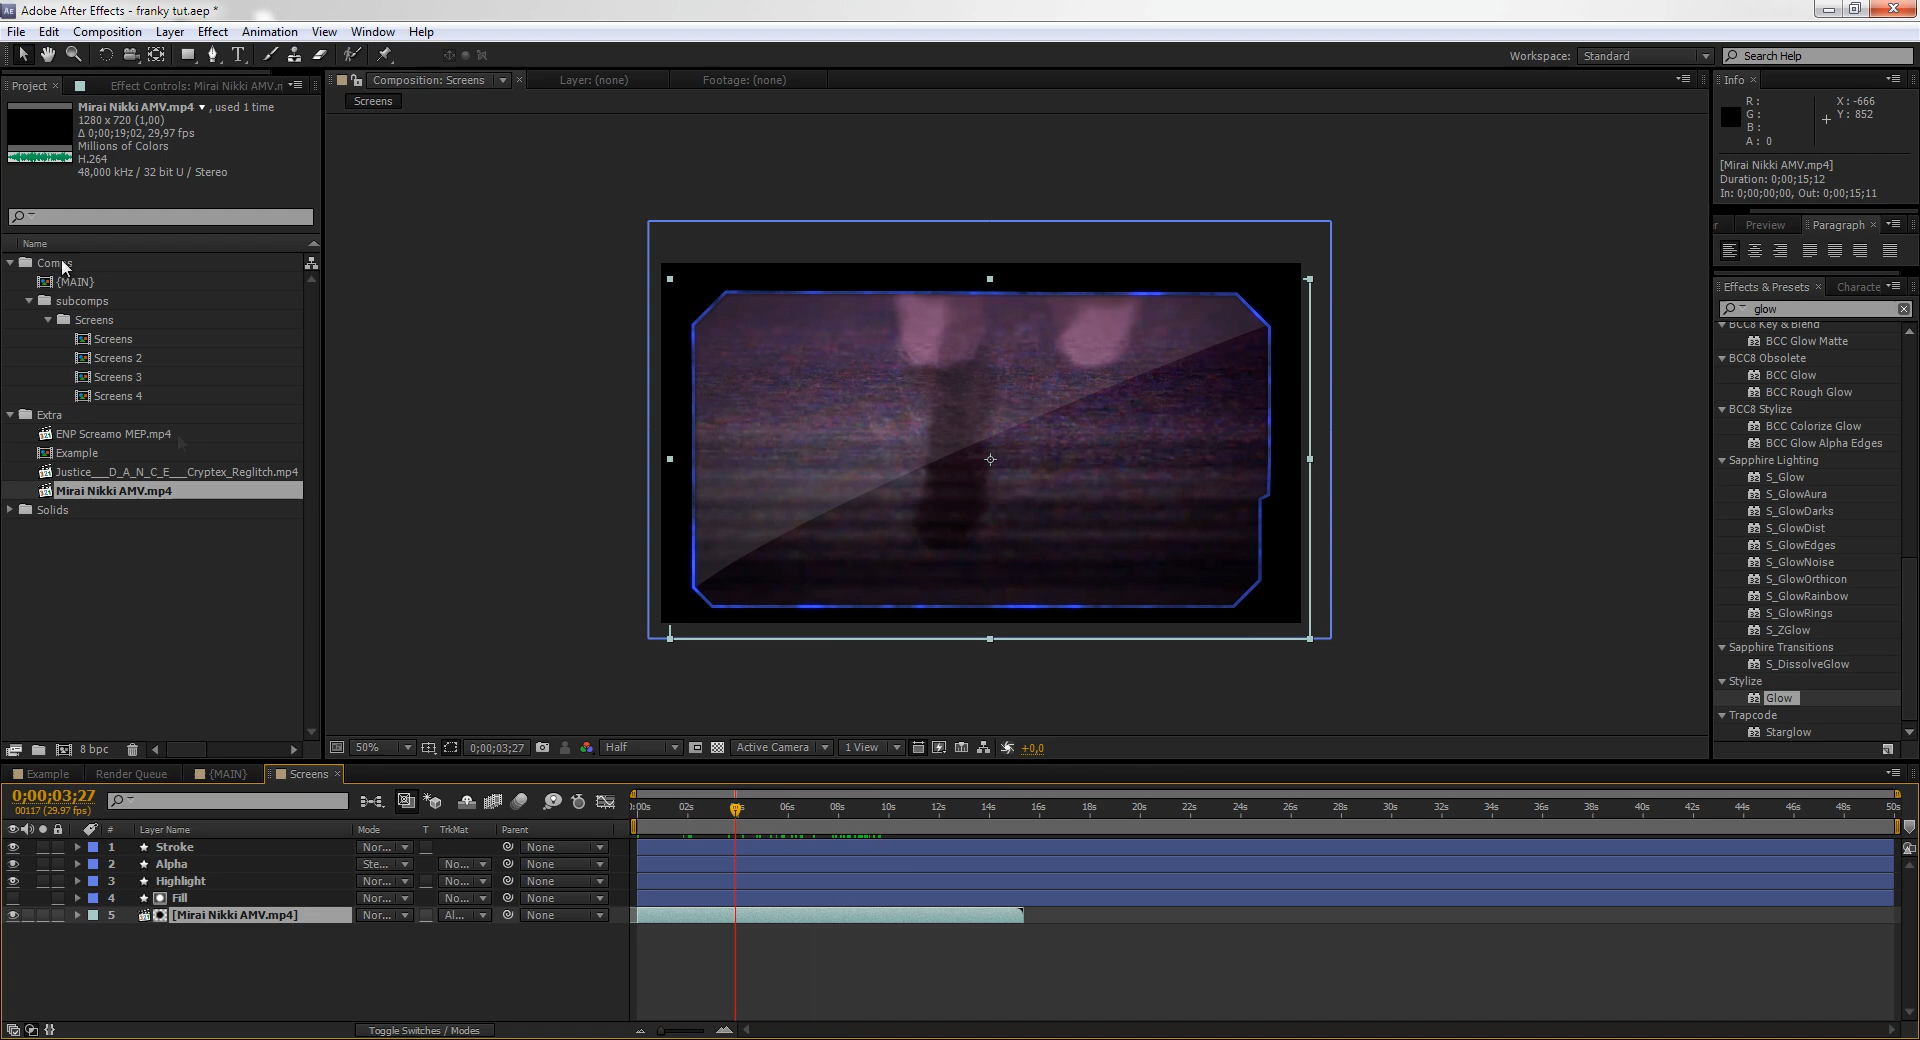 Adobe After Effects - franky tut.aep *
File Edit Composition Layer Effect Animation View Window Help
Workspace: Standard Search Help
Project × Effect Controls: Mirai Nikki AMV.n
Mirai Nikki AMV.mp4 ▼ , used 1 time
1280 x 720 (1,00)
Δ 0;00;19;02, 29,97 fps
Millions of Colors
H.264
48,000 kHz / 32 bit U / Stereo
Name
{MAIN}
subcomps
Screens
Screens
Screens 2
Screens 3
Screens 4
Extra
ENP Screamo MEP.mp4
Example
Justice___D_A_N_C_E___Cryptex_Reglitch.mp4
Mirai Nikki AMV.mp4
Solids
8 bpc
Composition: Screens × Layer: (none) Footage: (none)
Screens
50% 0;00;03;27 Half Active Camera 1 View +0,0
Info ×
R: X: -666
G: Y: 852
B:
A: 0
[Mirai Nikki AMV.mp4]
Duration: 0;00;15;12
In: 0;00;00;00, Out: 0;00;15;11
Preview Paragraph ×
Effects & Presets × Characte
glow
BCC8 Key & Blend
BCC Glow Matte
BCC8 Obsolete
BCC Glow
BCC Rough Glow
BCC8 Stylize
BCC Colorize Glow
BCC Glow Alpha Edges
Sapphire Lighting
S_Glow
S_GlowAura
S_GlowDarks
S_GlowDist
S_GlowEdges
S_GlowNoise
S_GlowOrthicon
S_GlowRainbow
S_GlowRings
S_ZGlow
Sapphire Transitions
S_DissolveGlow
Stylize
Glow
Trapcode
Starglow
Example Render Queue {MAIN} Screens ×
0;00;03;27
00117 (29.97 fps)
):00s 02s 06s 08s 10s 12s 14s 16s 18s 20s 22s 24s 26s 28s 30s 32s 34s 36s 38s 40s 42s 44s 46s 48s 50s
# Layer Name Mode T TrkMat Parent
1 Stroke Nor... None
2 Alpha Ste... No... None
3 Highlight Nor... No... None
4 Fill Nor... No... None
5 [Mirai Nikki AMV.mp4] Nor... Al... None
Toggle Switches / Modes